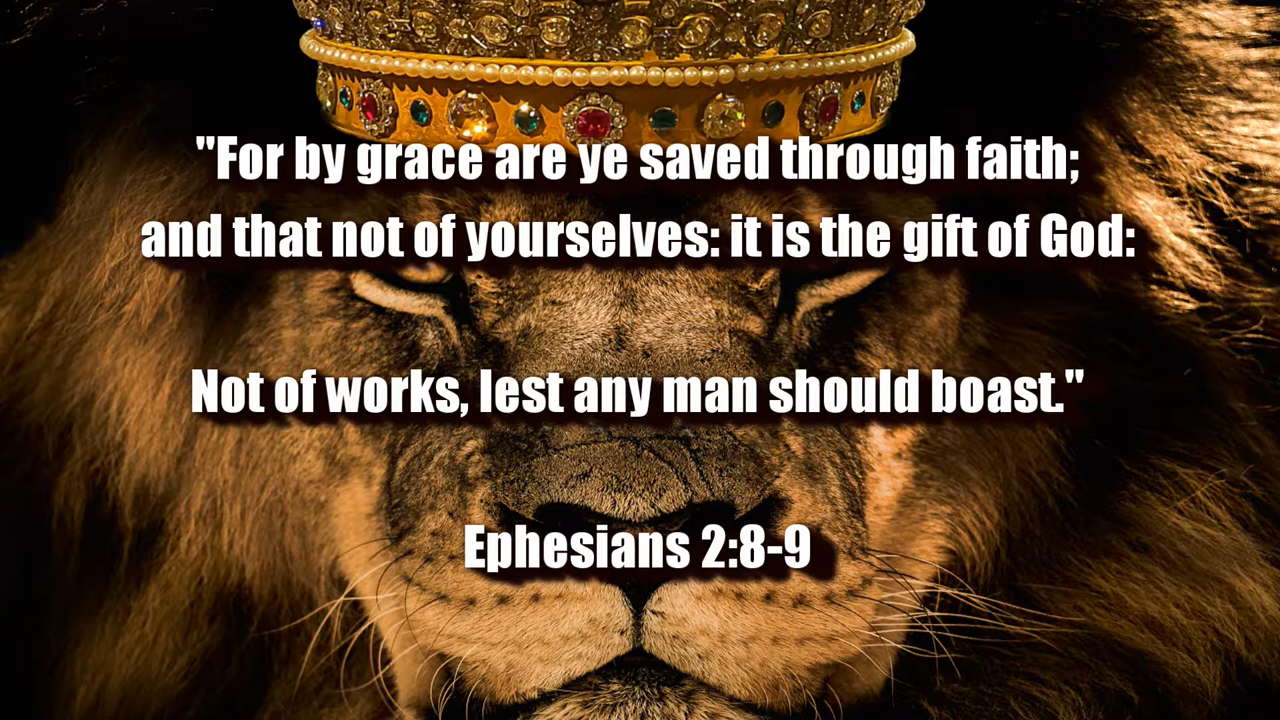 "For by grace are ye saved through faith;
and that not of yourselves: it is the gift of God:
Not of works, lest any man should boast."
Ephesians 2:8-9